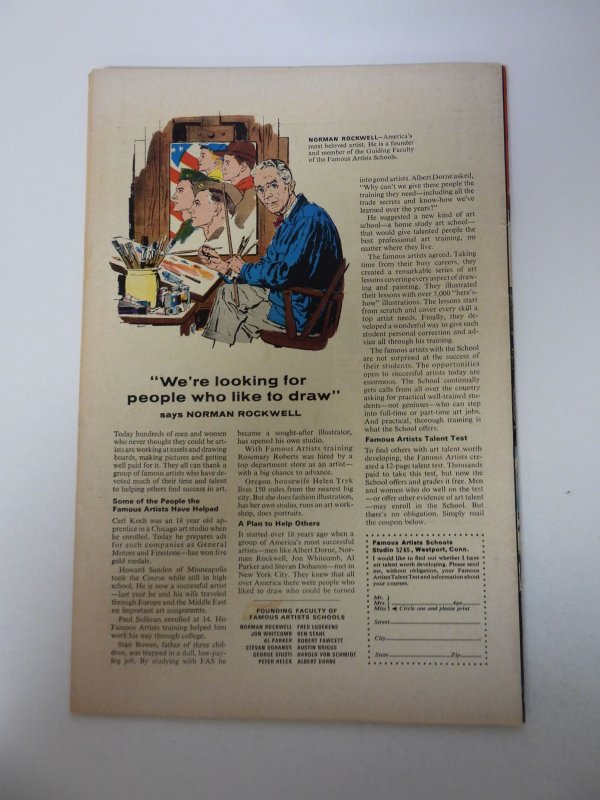 NORMAN ROCKWELL—America's
most beloved artist. He is a founder
and member of the Guiding Faculty
of the Famous Artists Schools.
"We're looking for
people who like to draw"
says NORMAN ROCKWELL
Today hundreds of men and women
who never thought they could be art-
ists are working at easels and drawing
boards, making pictures and getting
well paid for it. They all can thank a
group of famous artists who de-
voted much of their time and talent
to helping others find success in art.
Some of the People the
Famous Artists Have Helped
Carl Koch was an 18 year old ap-
prentice in a Chicago art studio when
he enrolled. Today he prepares ads
for such companies as General
Motors and Firestone—has won five
gold medals.
Howard Sanden of Minneapolis
took the Course while still in high
school. He is now a successful artist
—last year he and his wife traveled
through Europe and the Middle East
on important art assignments.
Paul Sullivan enrolled at 14. His
Famous Artists training helped him
work his way through college.
Sean Bowen, father of three chil-
dren, was trapped in a dull, low-pay-
ing job. By studying with FAS he
became a sought-after illustrator,
has opened his own studio.
With Famous Artists training
Rosemary Roberts was hired by a
top department store as an artist—
with a big chance to advance.
Oregon housewife Helen Tryk
lives 150 miles from the nearest big
city. But she does fashion illustration,
has her own studio, runs an art work-
shop, does portraits.
A Plan to Help Others
It started over 18 years ago when a
group of America's most successful
artists—men like Albert Dorne, Nor-
man Rockwell, Jon Whitcomb, Al
Parker and Stevan Dohanos—met in
New York City. They knew that all
over America there were people who
liked to draw who could be turned
into good artists. Albert Dorne asked,
"Why can't we give these people the
training they need—including all the
trade secrets and know-how we've
learned over the years?"
He suggested a new kind of art
school—a home study art school—
that would give talented people the
best professional art training, no
matter where they live.
The famous artists agreed. Taking
time from their busy careers, they
created a remarkable series of art
lessons covering every aspect of draw-
ing and painting. They illustrated
their lessons with over 5,000 "here's-
how" illustrations. The lessons start
from scratch and cover every skill a
top artist needs. Finally, they de-
veloped a wonderful way to give each
student personal correction and ad-
vice all through his training.
The famous artists with the School
are not surprised at the success of
their students. The opportunities
open to successful artists today are
enormous. The School continually
gets calls from all over the country
asking for practical well-trained stu-
dents—not geniuses—who can step
into full-time or part-time art jobs.
And practical, thorough training is
what the School offers.
Famous Artists Talent Test
To find others with art talent worth
developing, the Famous Artists cre-
ated a 12-page talent test. Thousands
paid to take this test, but now the
School offers and grades it free. Men
and women who do well on the test
—or offer other evidence of art talent
—may enroll in the School. But
there's no obligation. Simply mail
the coupon below.
FOUNDING FACULTY OF
FAMOUS ARTISTS SCHOOLS
NORMAN ROCKWELL FRED LUDEKENS
JON WHITCOMB BEN STAHL
AL PARKER ROBERT FAWCETT
STEVAN DOHANOS AUSTIN BRIGGS
GEORGE GIUSTI HAROLD VON SCHMIDT
PETER HELCK ALBERT DORNE
Famous Artists Schools
Studio 5265, Westport, Conn.
I would like to find out whether I have
art talent worth developing. Please send
me, without obligation, your Famous
Artists Talent Test and information about
your courses.
Mr.
Mrs. Age
Miss Circle one and please print
Street
City
State Zip